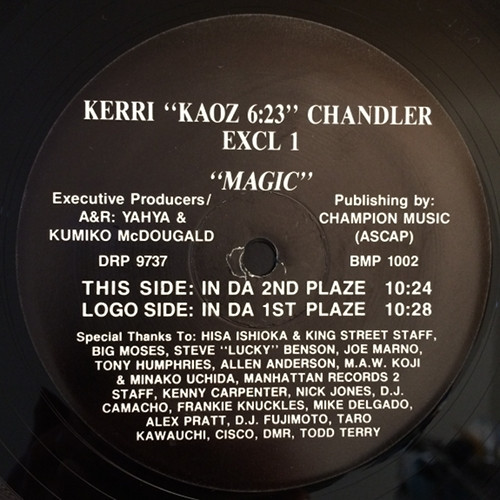 KERRI "KAOZ 6:23" CHANDLER
EXCL 1
"MAGIC"
Executive Producers/
A&R: YAHYA &
KUMIKO McDOUGALD
DRP 9737
Publishing by:
CHAMPION MUSIC
(ASCAP)
BMP 1002
THIS SIDE: IN DA 2ND PLAZE 10:24
LOGO SIDE: IN DA 1ST PLAZE 10:28
Special Thanks To: HISA ISHIOKA & KING STREET STAFF,
BIG MOSES, STEVE "LUCKY" BENSON, JOE MARNO,
TONY HUMPHRIES, ALLEN ANDERSON, M.A.W. KOJI
& MINAKO UCHIDA, MANHATTAN RECORDS 2
STAFF, KENNY CARPENTER, NICK JONES, D.J.
CAMACHO, FRANKIE KNUCKLES, MIKE DELGADO,
ALEX PRATT, D.J. FUJIMOTO, TARO
KAWAUCHI, CISCO, DMR, TODD TERRY